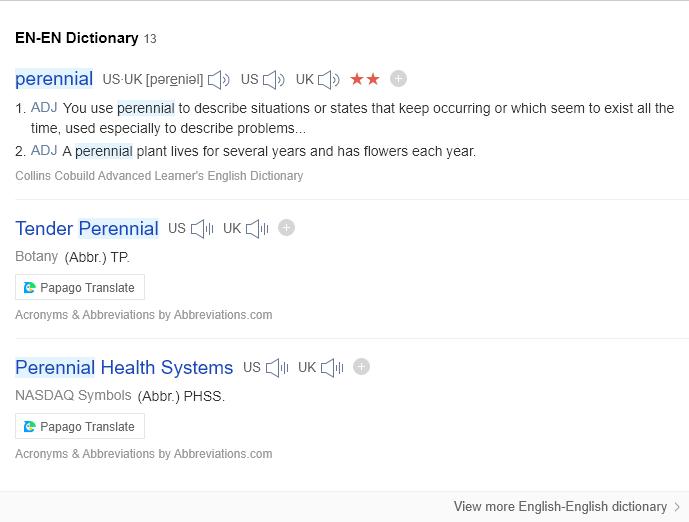 EN-EN Dictionary 13
perennial US·UK [pəreniəl] US UK ★★
1. ADJ You use perennial to describe situations or states that keep occurring or which seem to exist all the
time, used especially to describe problems...
2. ADJ A perennial plant lives for several years and has flowers each year.
Collins Cobuild Advanced Learner's English Dictionary
Tender Perennial US UK
Botany (Abbr.) TP.
Papago Translate
Acronyms & Abbreviations by Abbreviations.com
Perennial Health Systems US UK
NASDAQ Symbols (Abbr.) PHSS.
Papago Translate
Acronyms & Abbreviations by Abbreviations.com
View more English-English dictionary >